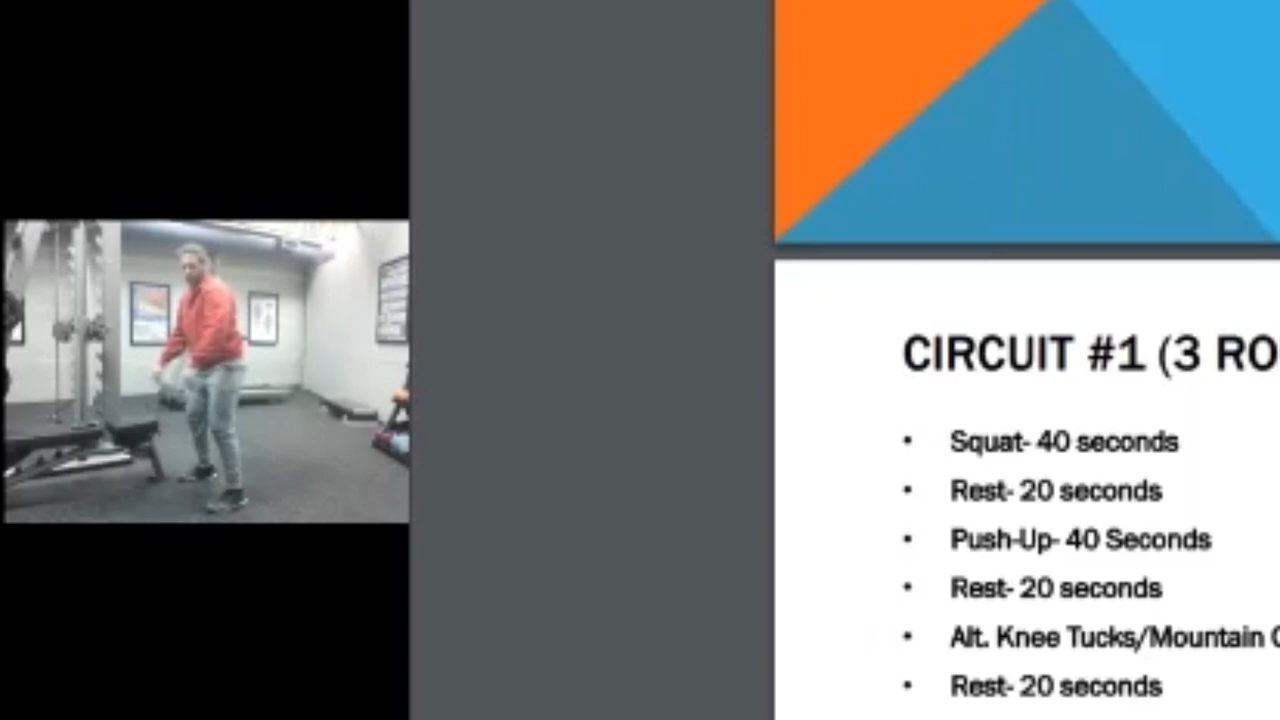 CIRCUIT #1 (3 RO
• Squat- 40 seconds
• Rest- 20 seconds
• Push-Up- 40 Seconds
• Rest- 20 seconds
• Alt. Knee Tucks/Mountain C
• Rest- 20 seconds